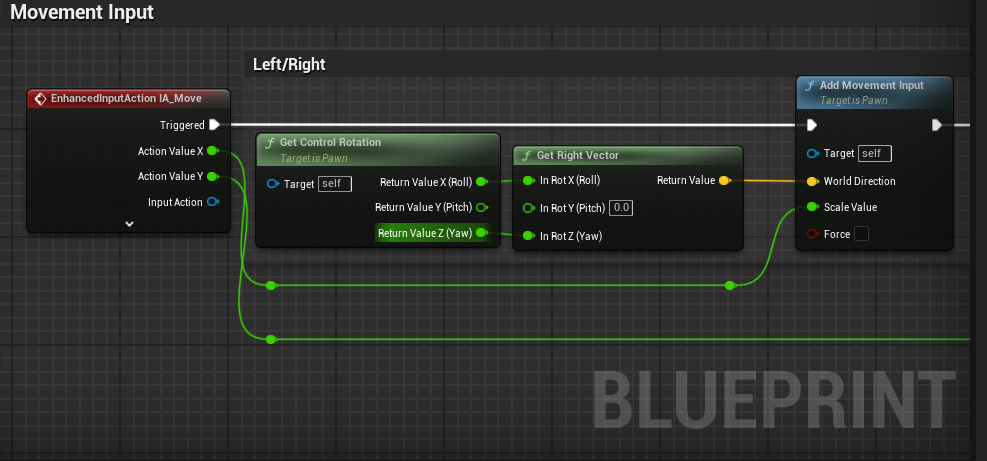 Movement Input
Left/Right
EnhancedInputAction IA_Move
Triggered
Action Value X
Action Value Y
Input Action
Get Control Rotation
Target is Pawn
Target self
Return Value X (Roll)
Return Value Y (Pitch)
Return Value Z (Yaw)
Get Right Vector
In Rot X (Roll)
Return Value
In Rot Y (Pitch) 0.0
In Rot Z (Yaw)
Add Movement Input
Target is Pawn
Target self
World Direction
Scale Value
Force
BLUEPRINT